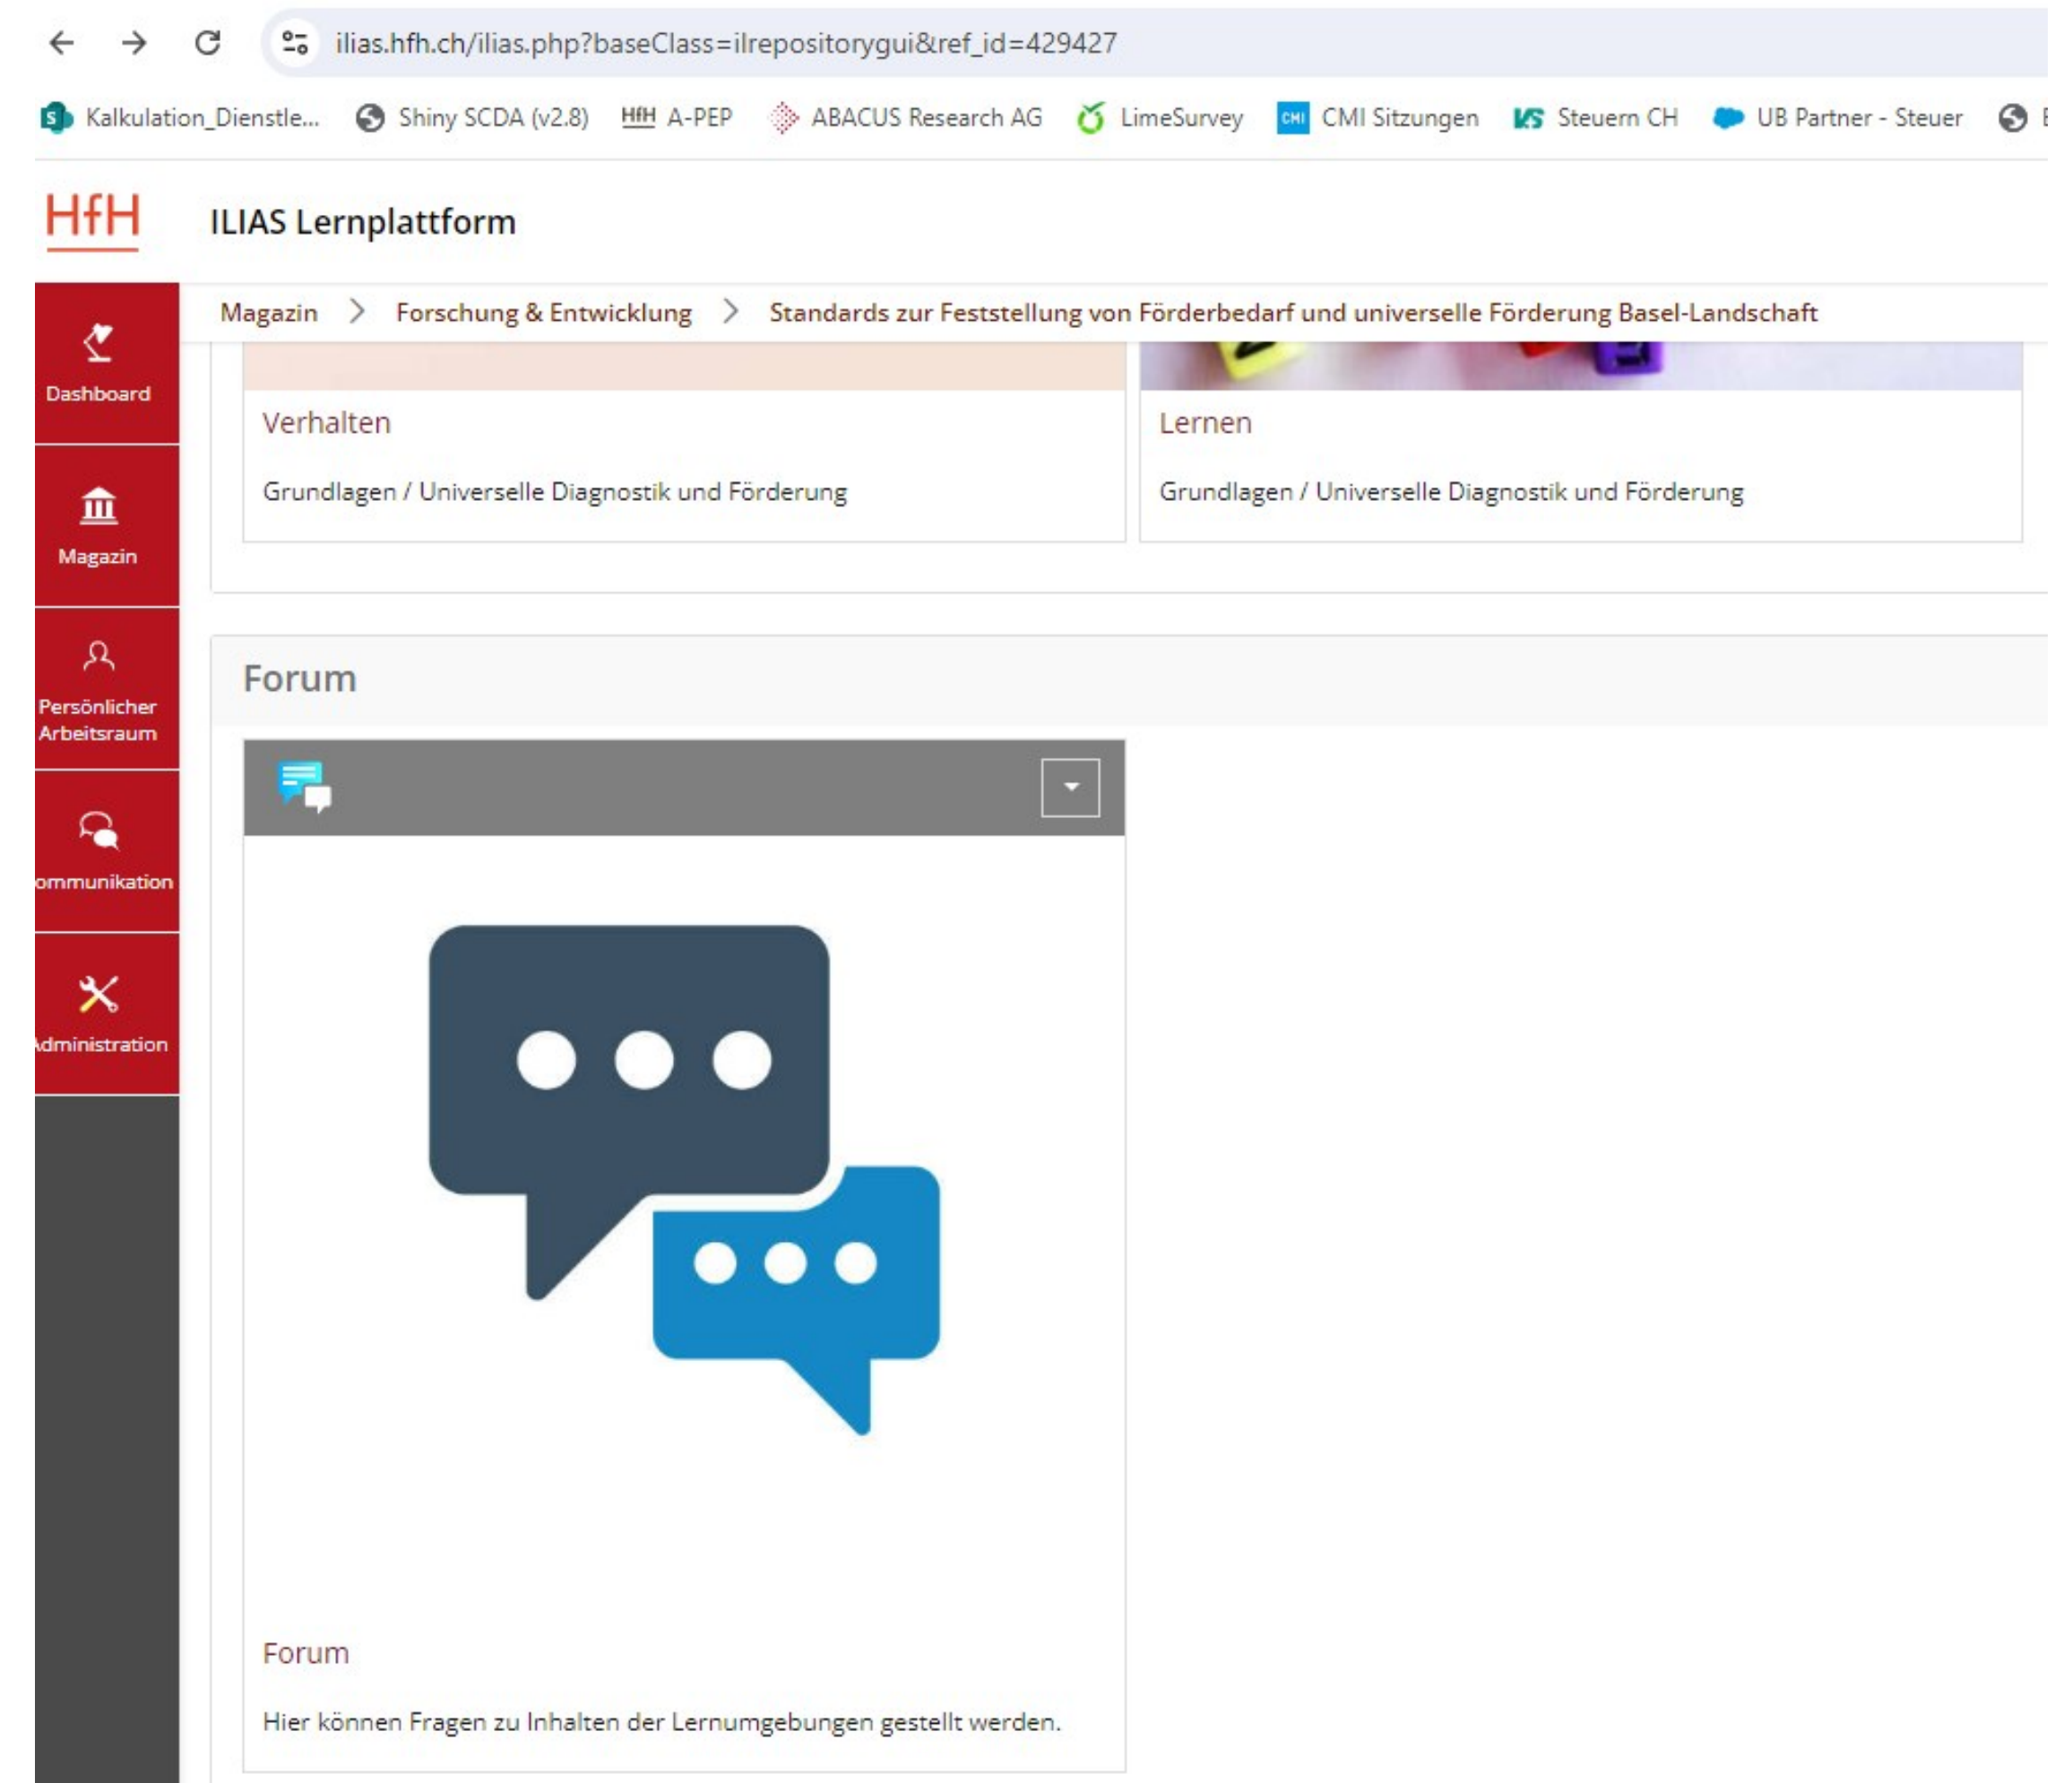 ilias.hfh.ch/ilias.php?baseClass=ilrepositorygui&ref_id=429427
Kalkulation_Dienstle... Shiny SCDA (v2.8) HfH A-PEP ABACUS Research AG LimeSurvey CMI CMI Sitzungen Steuern CH UB Partner - Steuer
HfH ILIAS Lernplattform
Magazin > Forschung & Entwicklung > Standards zur Feststellung von Förderbedarf und universelle Förderung Basel-Landschaft
Dashboard
Magazin
Persönlicher
Arbeitsraum
ommunikation
dministration
Verhalten
Grundlagen / Universelle Diagnostik und Förderung
Lernen
Grundlagen / Universelle Diagnostik und Förderung
Forum
Forum
Hier können Fragen zu Inhalten der Lernumgebungen gestellt werden.